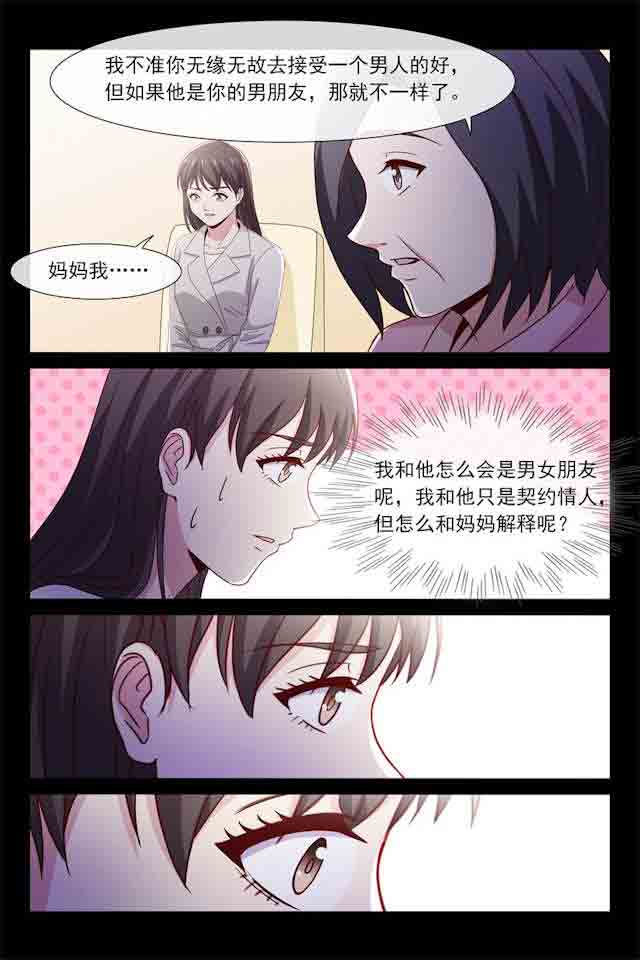 我不准你无缘无故去接受一个男人的好，
但如果他是你的男朋友，那就不一样了。
妈妈我……
我和他怎么会是男女朋友
呢，我和他只是契约情人，
但怎么和妈妈解释呢？